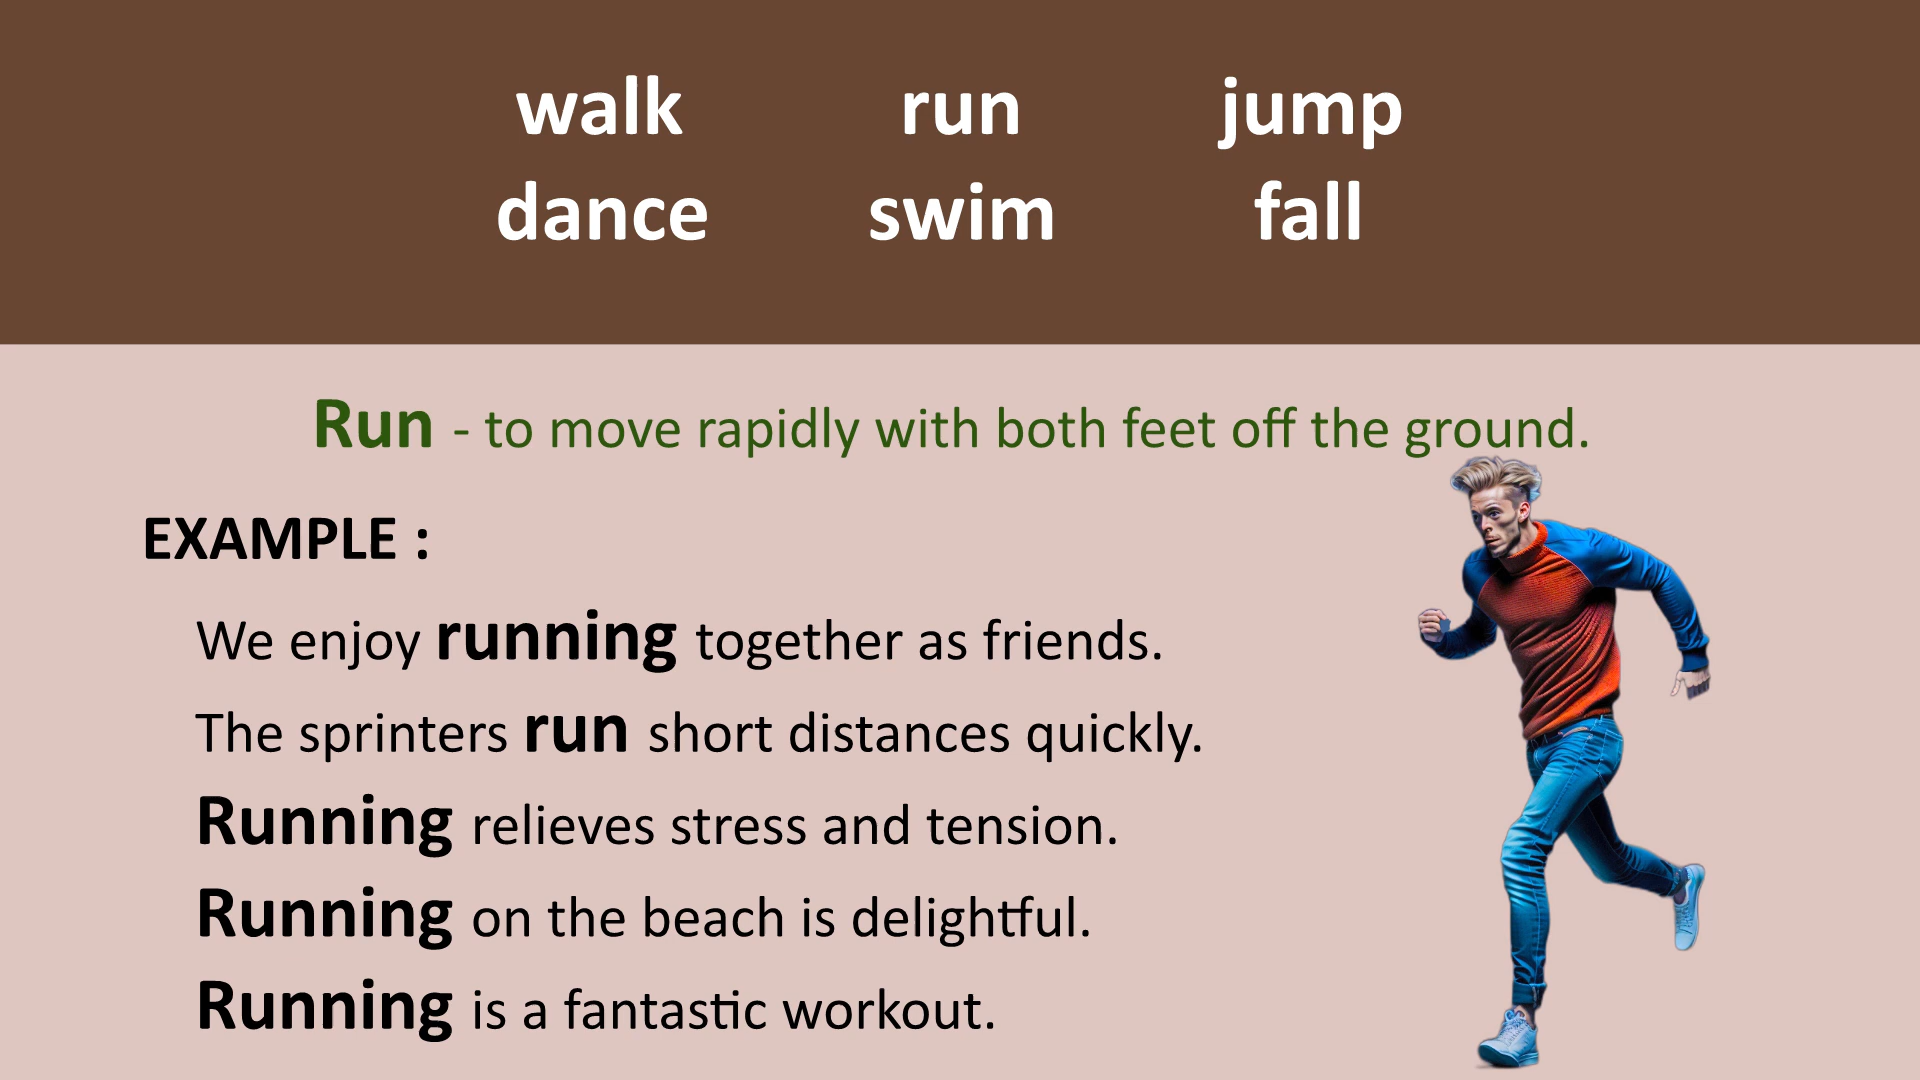 walk run jump
dance swim fall
Run - to move rapidly with both feet off the ground.
EXAMPLE :
We enjoy running together as friends.
The sprinters run short distances quickly.
Running relieves stress and tension.
Running on the beach is delightful.
Running is a fantastic workout.